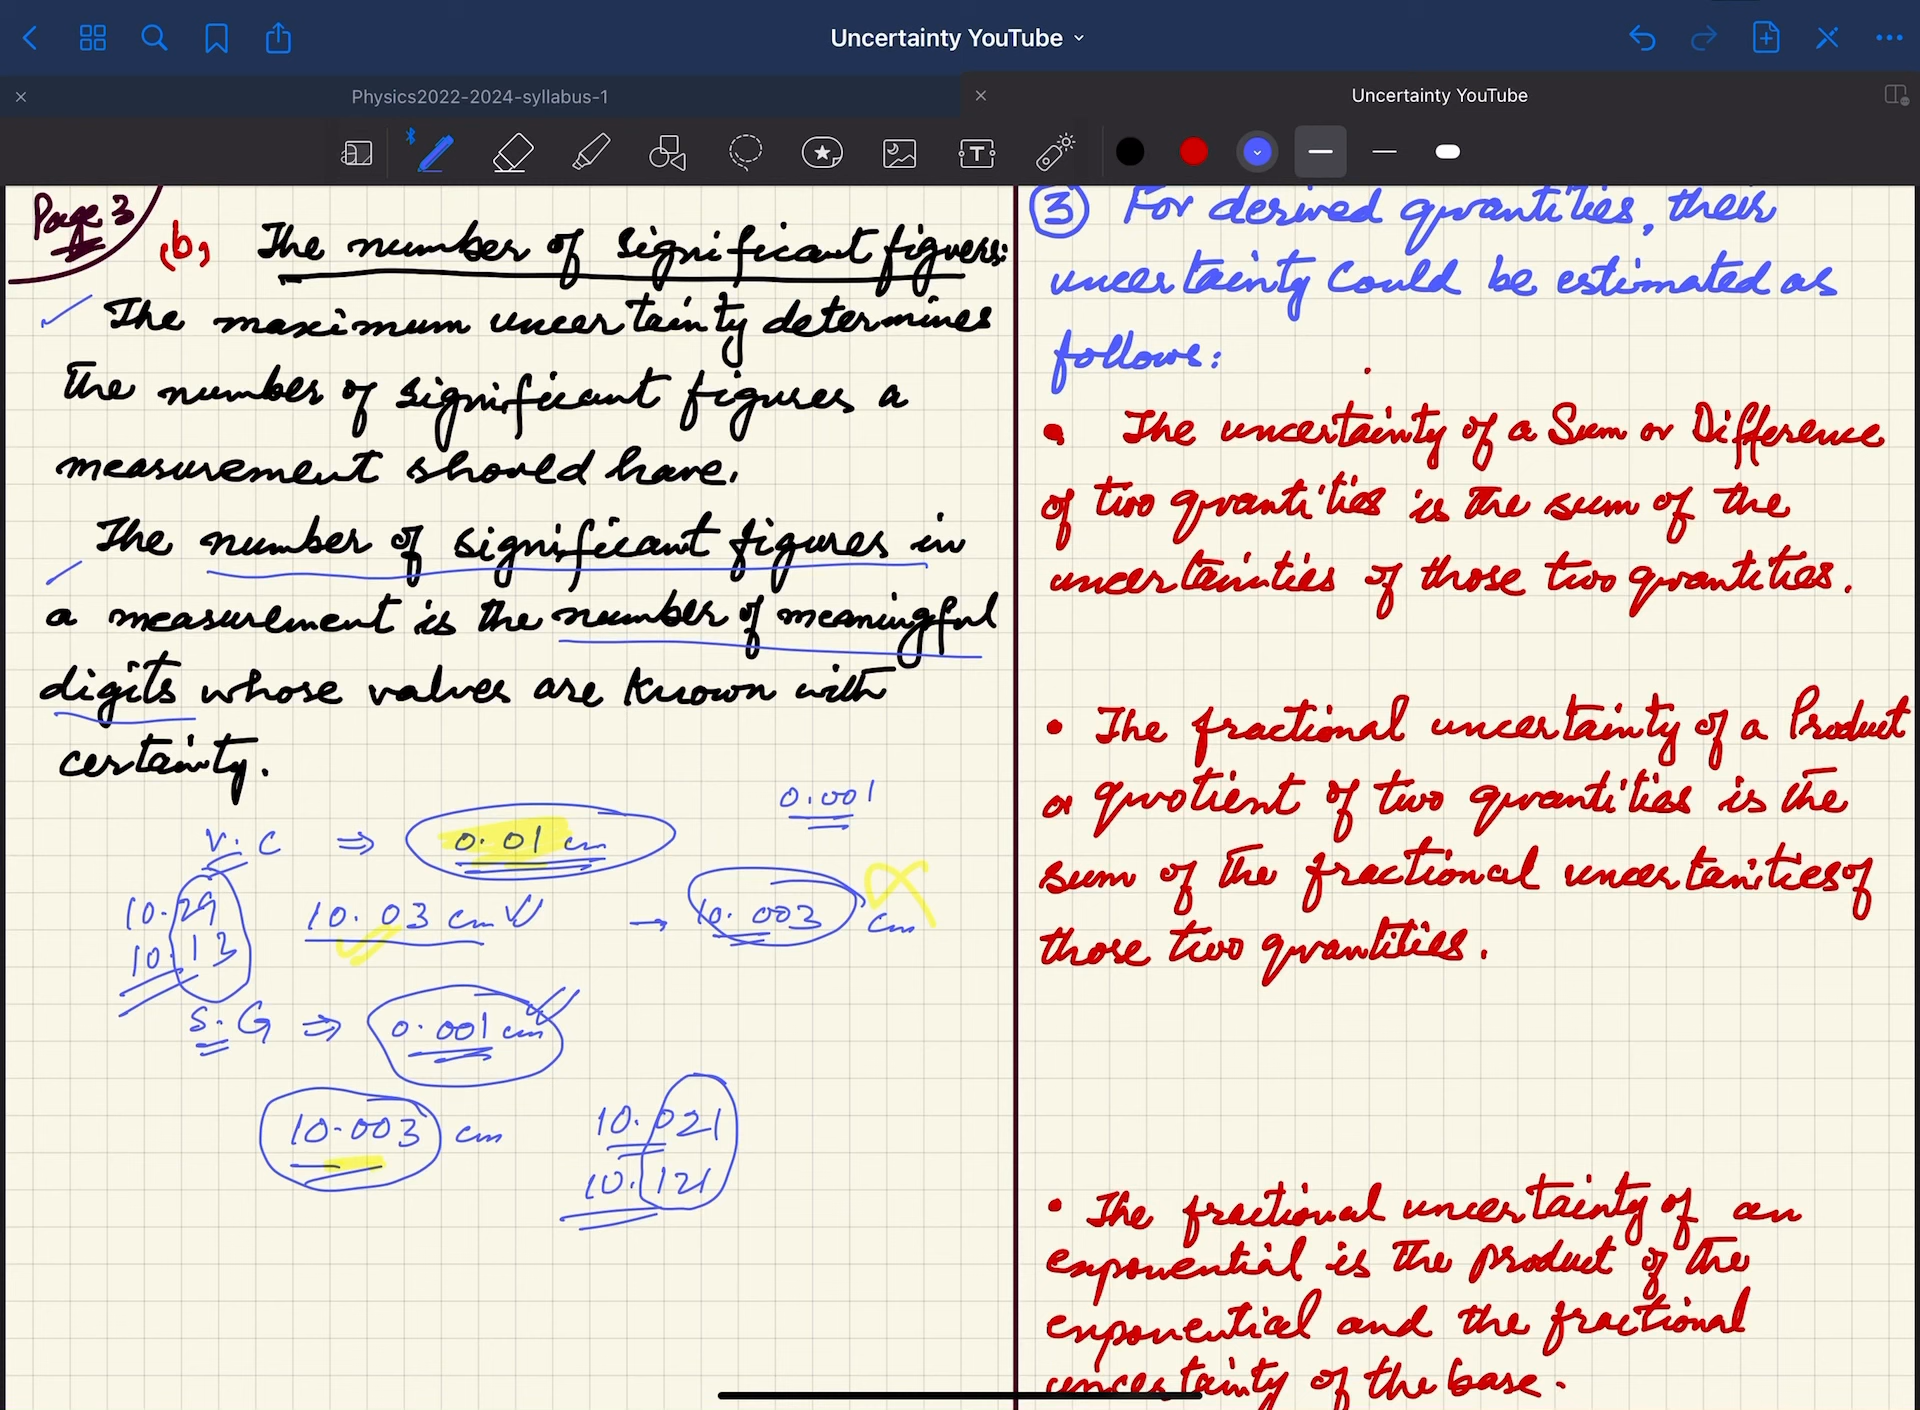 Uncertainty YouTube
Physics2022-2024-syllabus-1
Uncertainty YouTube
Page 3
(b) The number of significant figures:
The maximum uncertainty determines
the number of significant figures a
measurement should have.
The number of significant figures in
a measurement is the number of meaningful
digits whose values are known with
certainty.
0.001
V.C ⇒ 0.01 cm
10.29
10.03 cm → 10.003 cm
10.13
S.G ⇒ 0.001 cm
10.003 cm
10.021
10.121
3 For derived quantities, their
uncertainty could be estimated as
follows:
• The uncertainty of a Sum or Difference
of two quantities is the sum of the
uncertainties of those two quantities.
• The fractional uncertainty of a Product
or quotient of two quantities is the
sum of the fractional uncertanities of
those two quantities.
• The fractional uncertainty of an
exponential is the product of the
exponential and the fractional
uncertainty of the base.